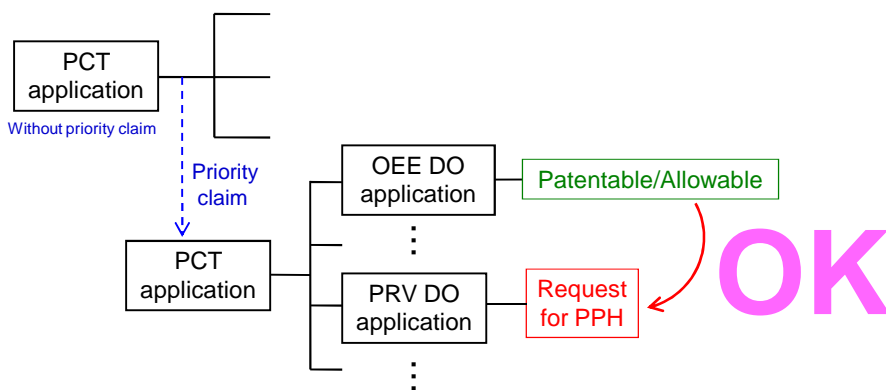 PCT
application
Without priority claim
Priority
claim
OEE DO
application
Patentable/Allowable
OK
PCT
application
PRV DO
application
Request
for PPH